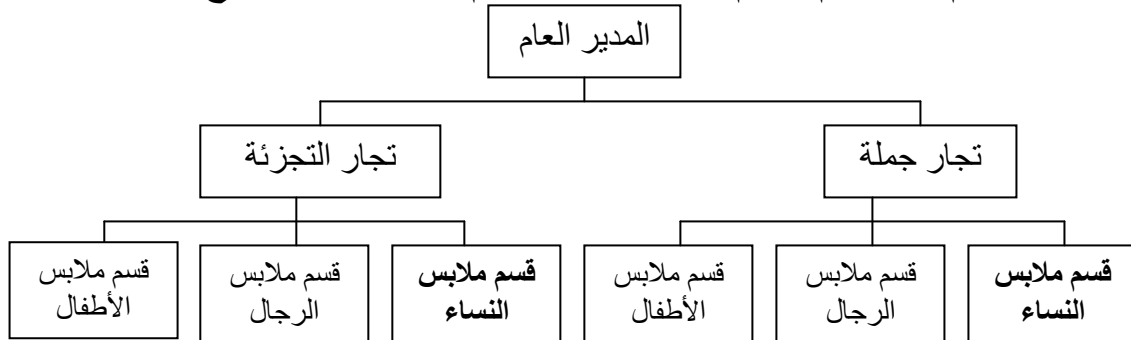 المدير العام
تجار جملة
تجار التجزئة
قسم ملابس
النساء
قسم ملابس
الرجال
قسم ملابس
الأطفال
قسم ملابس
النساء
قسم ملابس
الرجال
قسم ملابس
الأطفال